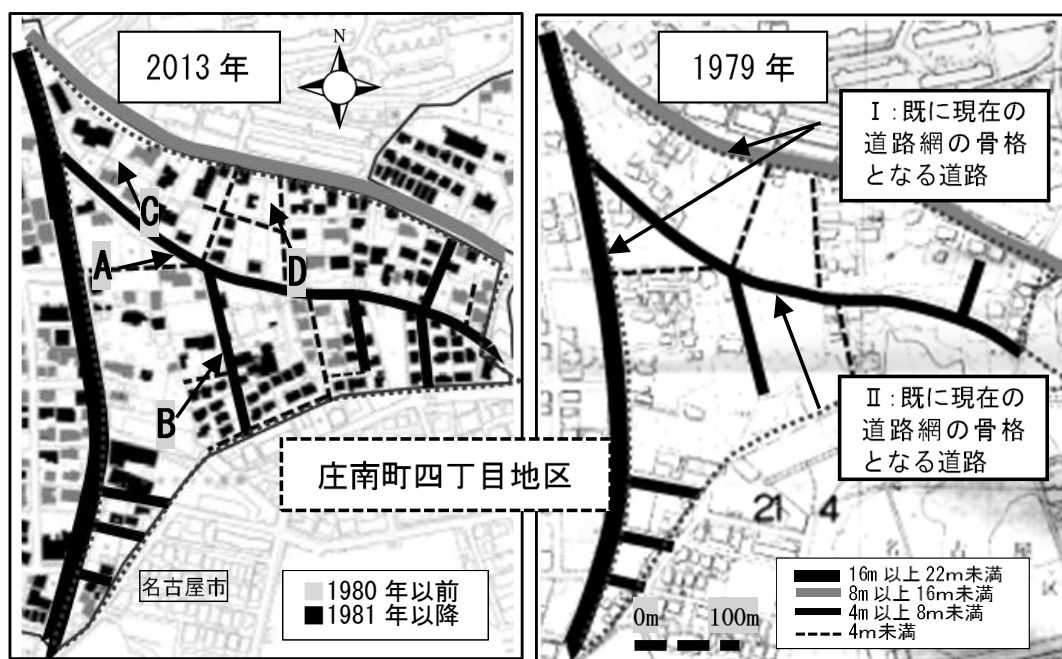 2013 年
N
C
A
D
B
庄南町四丁目地区
名古屋市
1980 年以前
1981 年以降
1979 年
Ⅰ:既に現在の
道路網の骨格
となる道路
Ⅱ:既に現在の
道路網の骨格
となる道路
21
4
名
古
屋
16m 以上 22m未満
8m 以上 16m未満
4m 以上 8m未満
4m未満
0m
100m